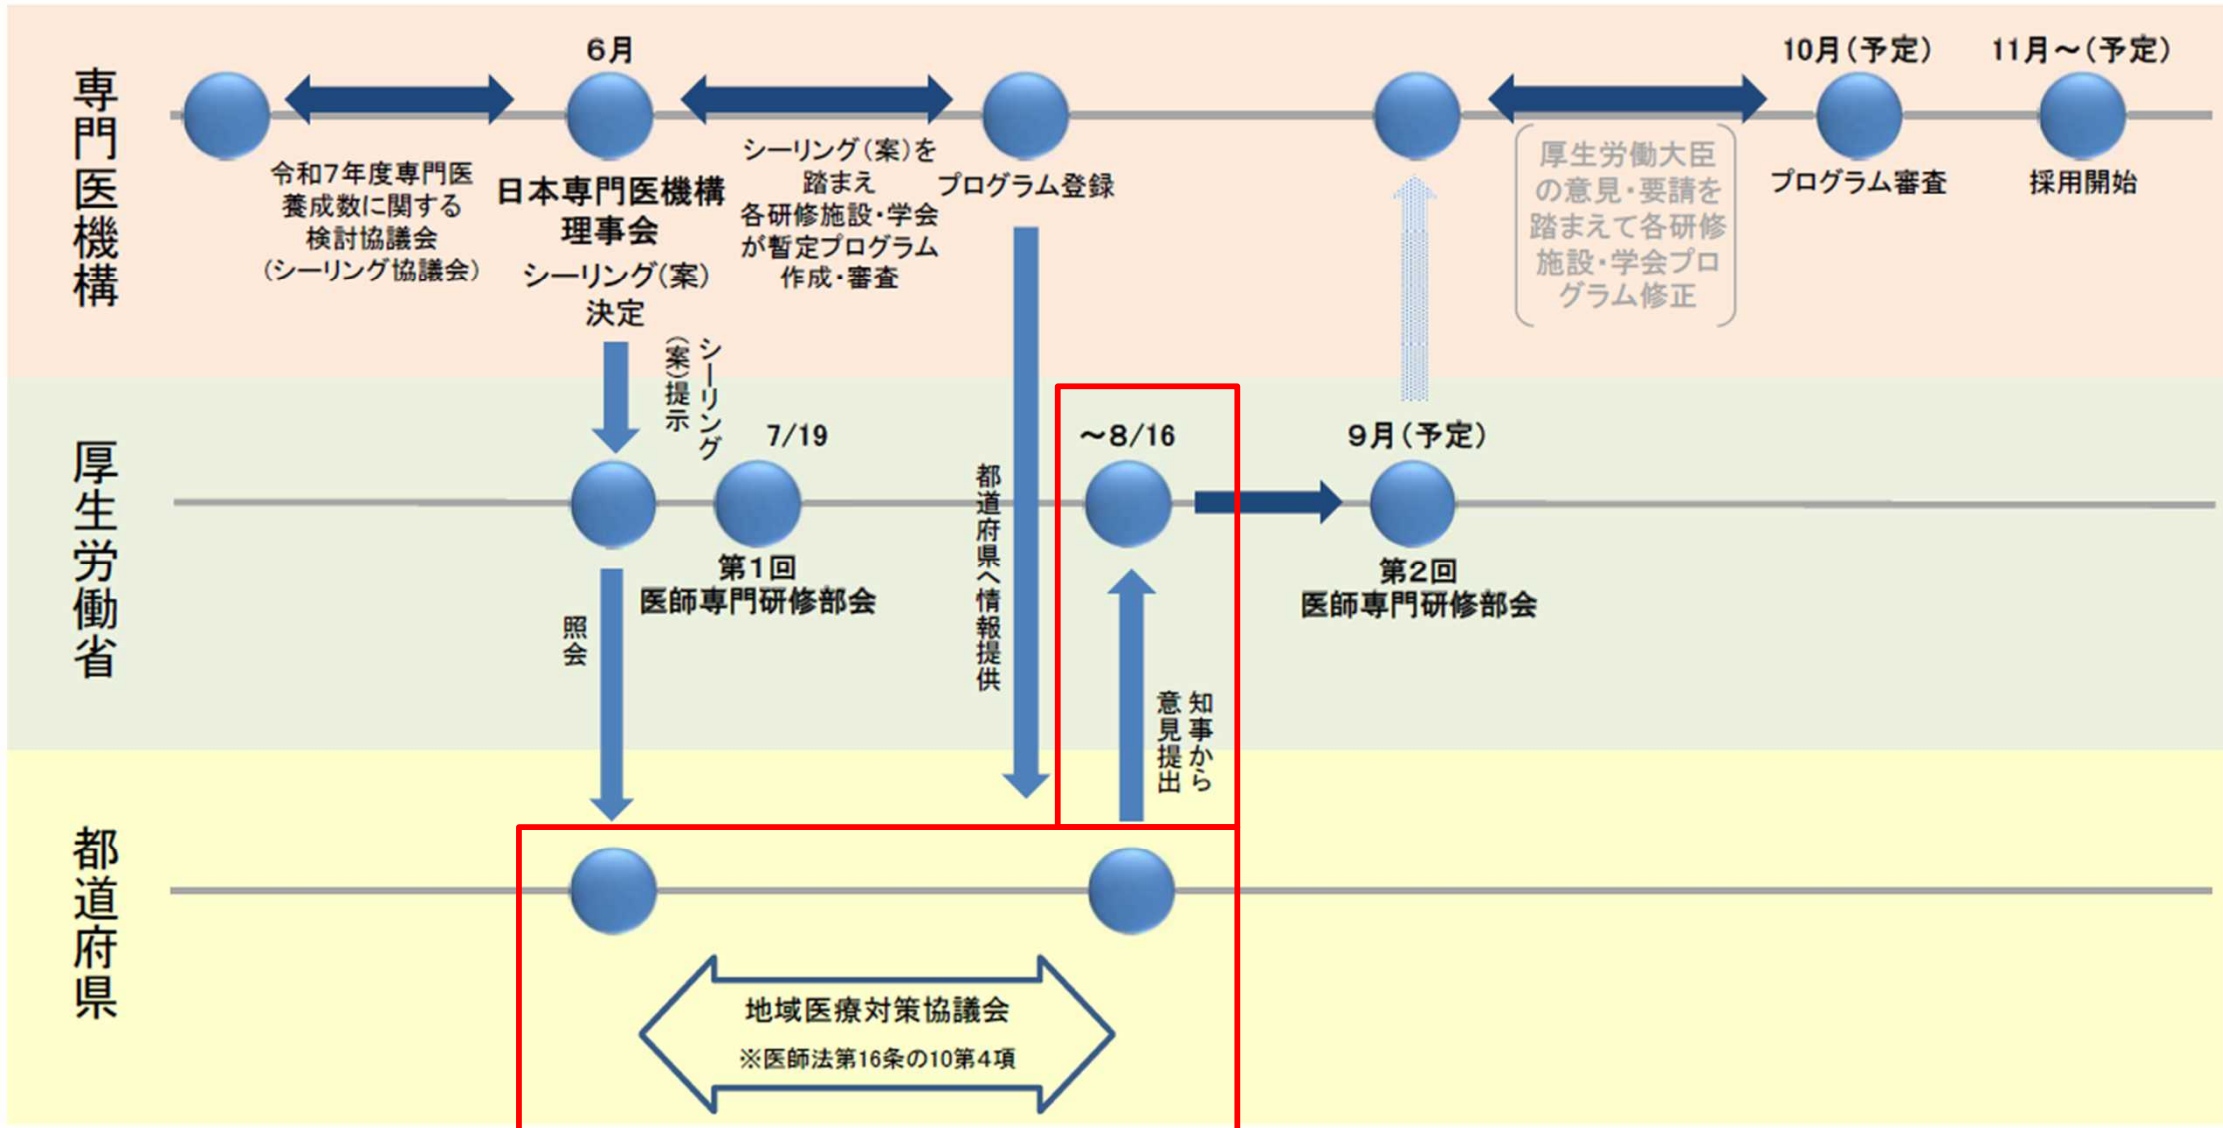 専門医機構
6月
10月(予定)
11月～(予定)
令和7年度専門医
養成数に関する
検討協議会
(シーリング協議会)
日本専門医機構
理事会
シーリング(案)
決定
シーリング(案)を
踏まえ
各研修施設・学会
が暫定プログラム
作成・審査
プログラム登録
厚生労働大臣
の意見・要請を
踏まえて各研修
施設・学会プロ
グラム修正
プログラム審査
採用開始
シーリング
(案)提示
厚生労働省
7/19
～8/16
9月(予定)
第1回
医師専門研修部会
都道府県へ情報提供
第2回
医師専門研修部会
照会
知事から
意見提出
都道府県
地域医療対策協議会
※医師法第16条の10第4項